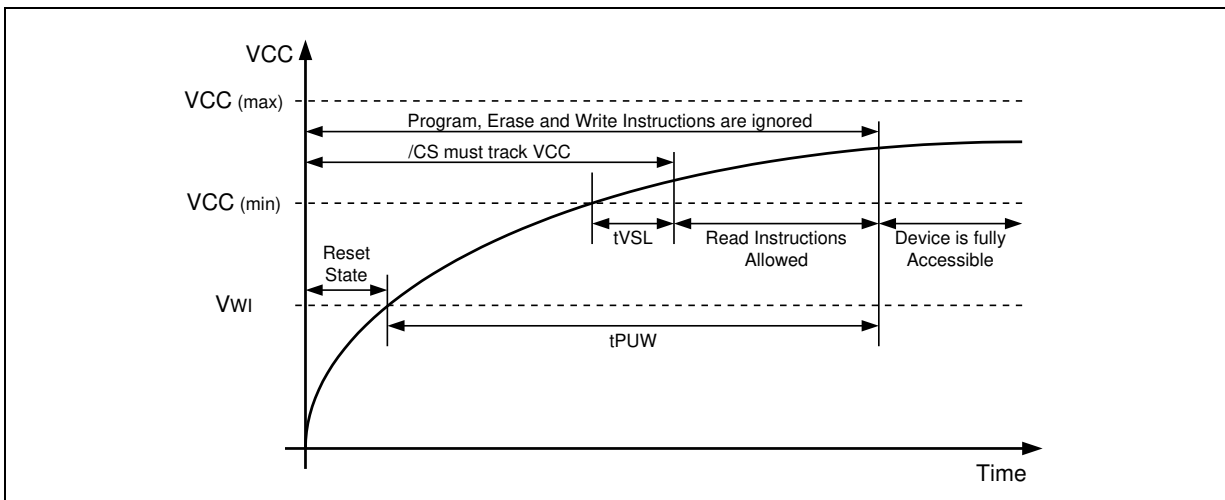 VCC
VCC (max)
Program, Erase and Write Instructions are ignored
/CS must track VCC
VCC (min)
tVSL
Read Instructions
Allowed
Device is fully
Accessible
Reset
State
VWI
tPUW
Time